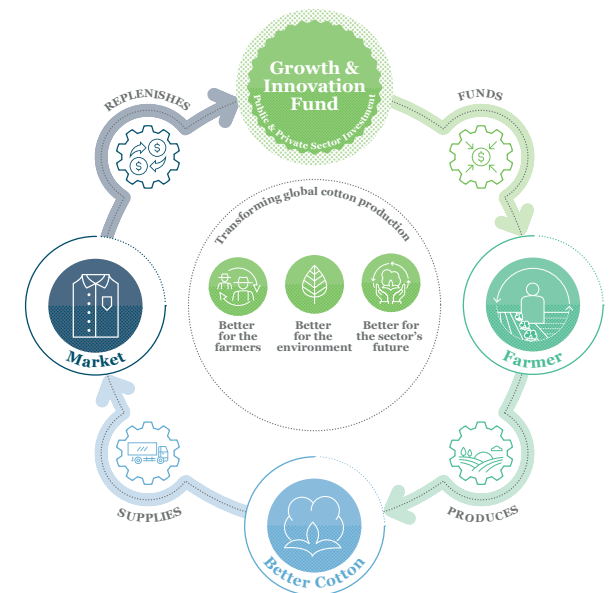 Growth &
Innovation
Fund
Public & Private Sector Investment
REPLENISHES
FUNDS
$
$
$
Transforming global cotton production
Better
for the
farmers
Better
for the
environment
Better for
the sector's
future
Market
Farmer
SUPPLIES
PRODUCES
Better Cotton